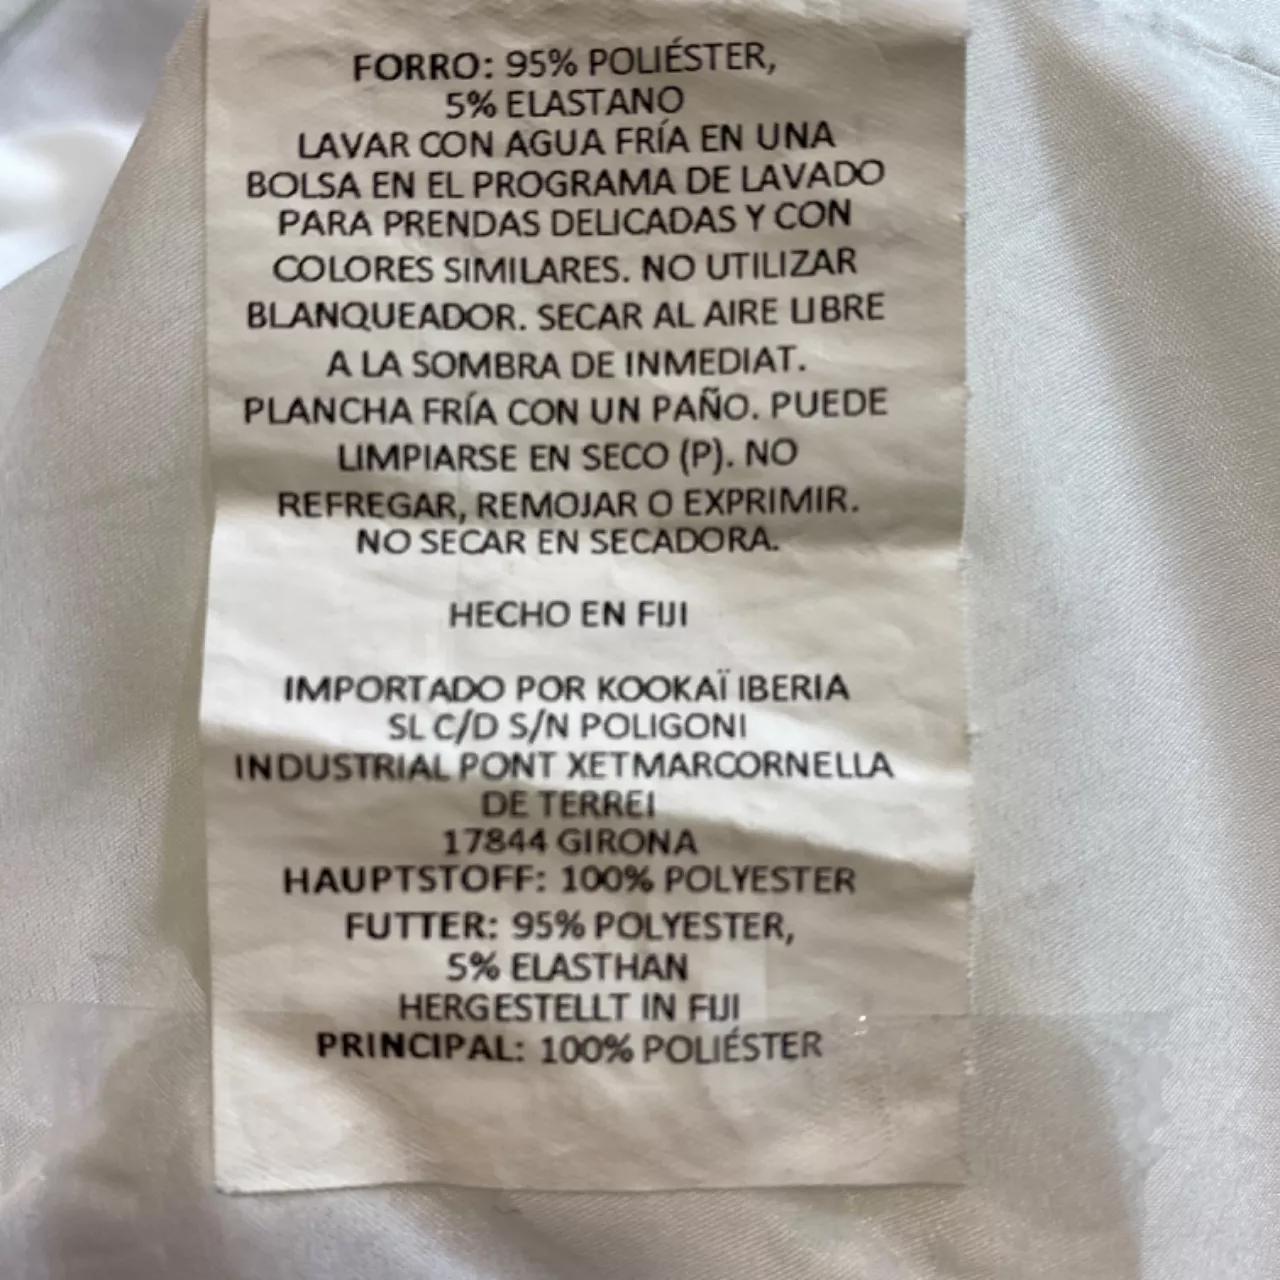 FORRO: 95% POLIÉSTER,
5% ELASTANO
LAVAR CON AGUA FRÍA EN UNA
BOLSA EN EL PROGRAMA DE LAVADO
PARA PRENDAS DELICADAS Y CON
COLORES SIMILARES. NO UTILIZAR
BLANQUEADOR. SECAR AL AIRE LIBRE
A LA SOMBRA DE INMEDIAT.
PLANCHA FRÍA CON UN PAÑO. PUEDE
LIMPIARSE EN SECO (P). NO
REFREGAR, REMOJAR O EXPRIMIR.
NO SECAR EN SECADORA.
HECHO EN FIJI
IMPORTADO POR KOOKAÏ IBERIA
SL C/D S/N POLIGONI
INDUSTRIAL PONT XETMARCORNELLA
DE TERREI
17844 GIRONA
HAUPTSTOFF: 100% POLYESTER
FUTTER: 95% POLYESTER,
5% ELASTHAN
HERGESTELLT IN FIJI
PRINCIPAL: 100% POLIÉSTER